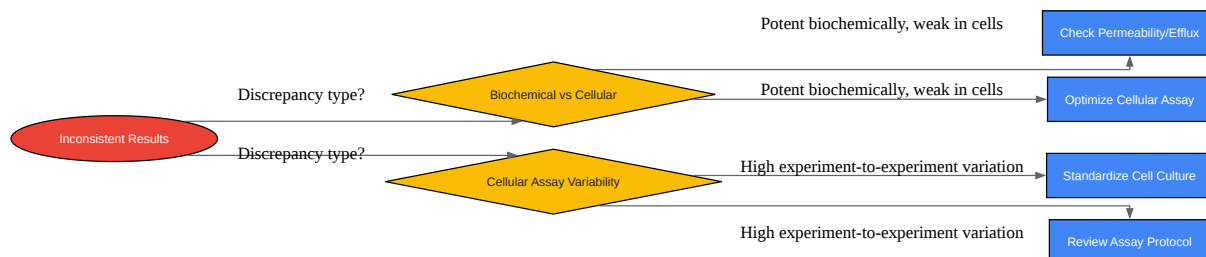 Potent biochemically, weak in cells
Check Permeability/Efflux
Discrepancy type?
Biochemical vs Cellular
Potent biochemically, weak in cells
Optimize Cellular Assay
Inconsistent Results
Discrepancy type?
Cellular Assay Variability
High experiment-to-experiment variation
Standardize Cell Culture
High experiment-to-experiment variation
Review Assay Protocol